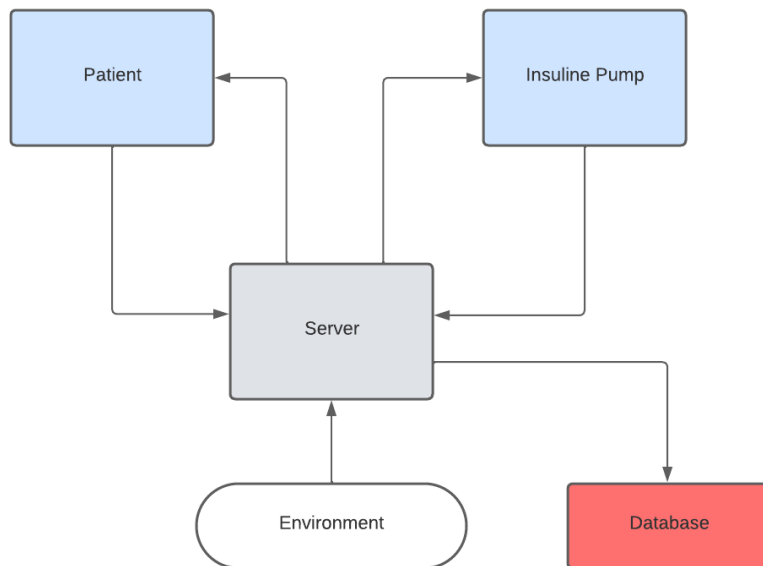 Patient
Insuline Pump
Server
Environment
Database